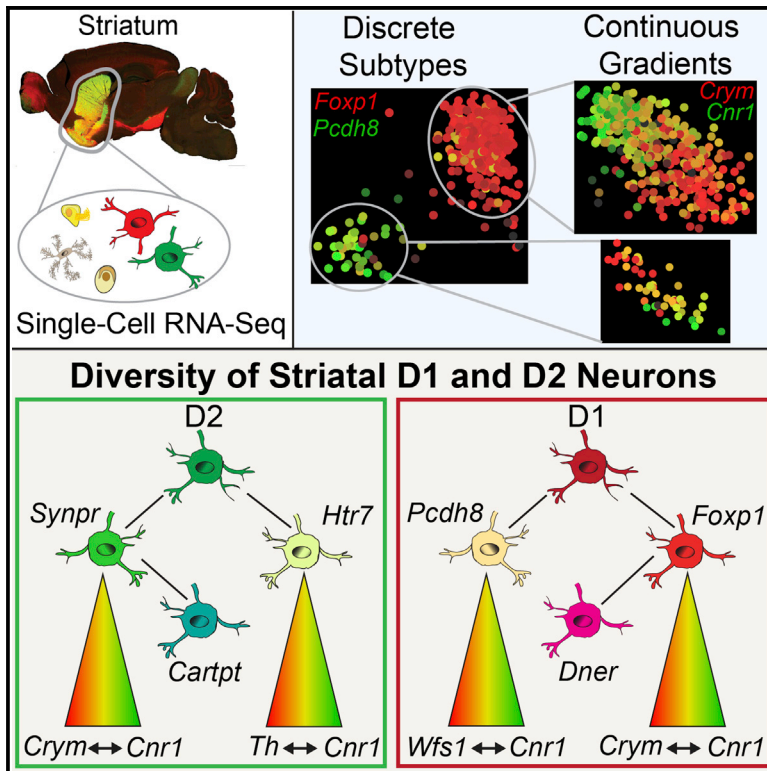 Striatum
Single-Cell RNA-Seq
Discrete
Subtypes
Foxp1
Pcdh8
Continuous
Gradients
Crym
Cnr1
Diversity of Striatal D1 and D2 Neurons
D2
Synpr
Htr7
Cartpt
Crym↔Cnr1
Th↔Cnr1
D1
Pcdh8
Foxp1
Dner
Wfs1↔Cnr1
Crym↔Cnr1